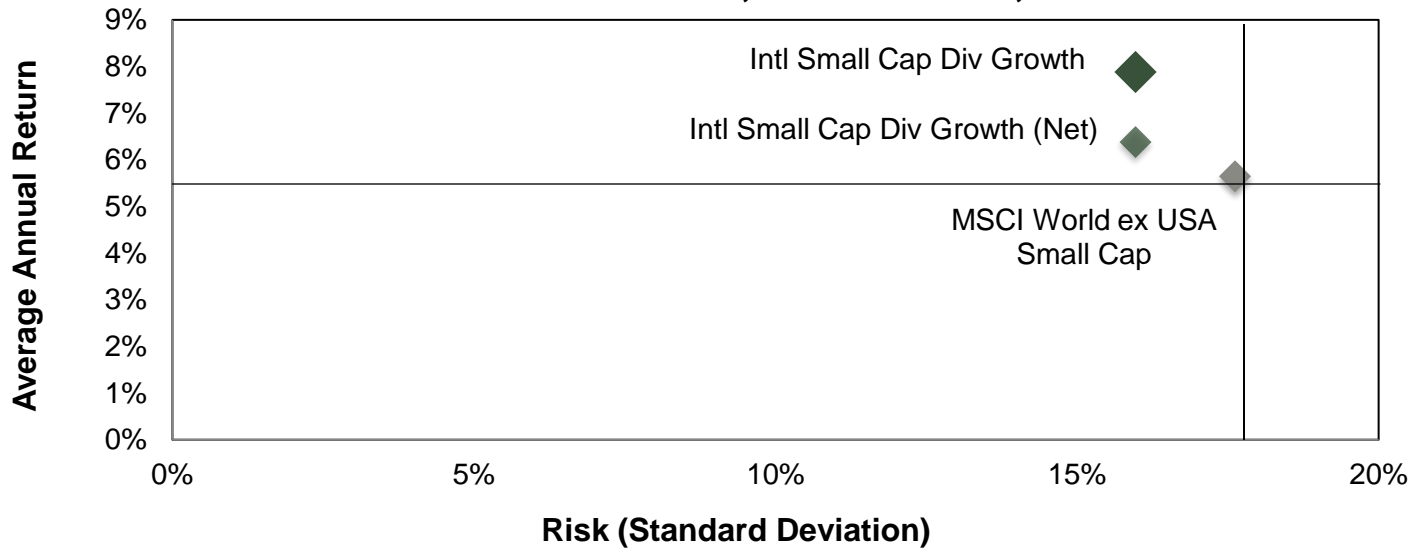 9%
8%
7%
6%
5%
4%
3%
2%
1%
0%
Average Annual Return
Intl Small Cap Div Growth
Intl Small Cap Div Growth (Net)
MSCI World ex USA
Small Cap
0% 5% 10% 15% 20%
Risk (Standard Deviation)